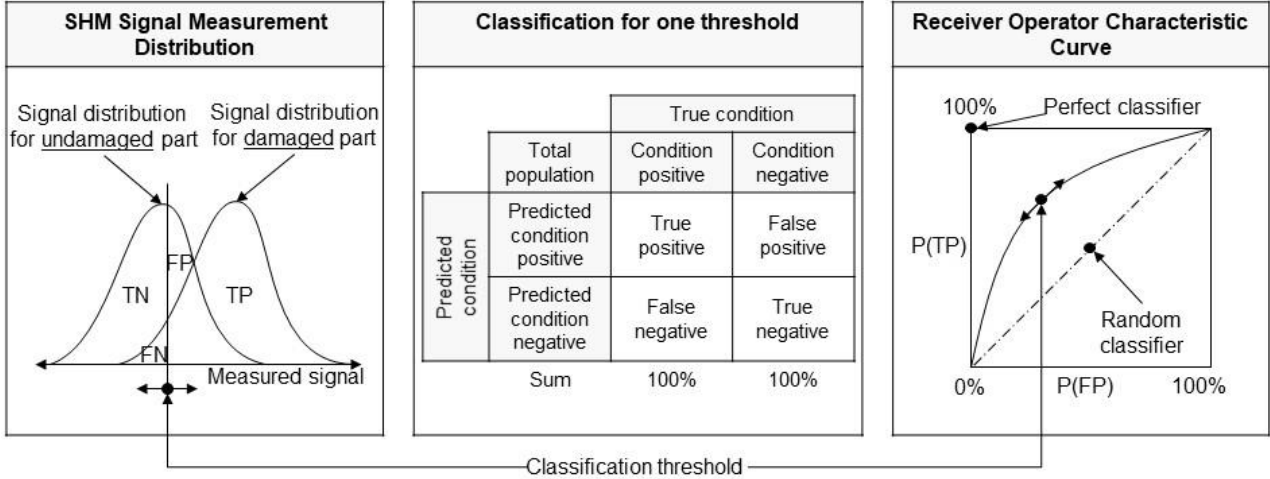 SHM Signal Measurement
Distribution
Signal distribution
for undamaged part
Signal distribution
for damaged part
FP
TN
TP
FN
Measured signal
Classification for one threshold
True condition
Total
population
Condition
positive
Condition
negative
Predicted
condition
Predicted
condition
positive
True
positive
False
positive
Predicted
condition
negative
False
negative
True
negative
Sum
100%
100%
Receiver Operator Characteristic
Curve
100%
Perfect classifier
P(TP)
Random
classifier
0%
P(FP)
100%
Classification threshold